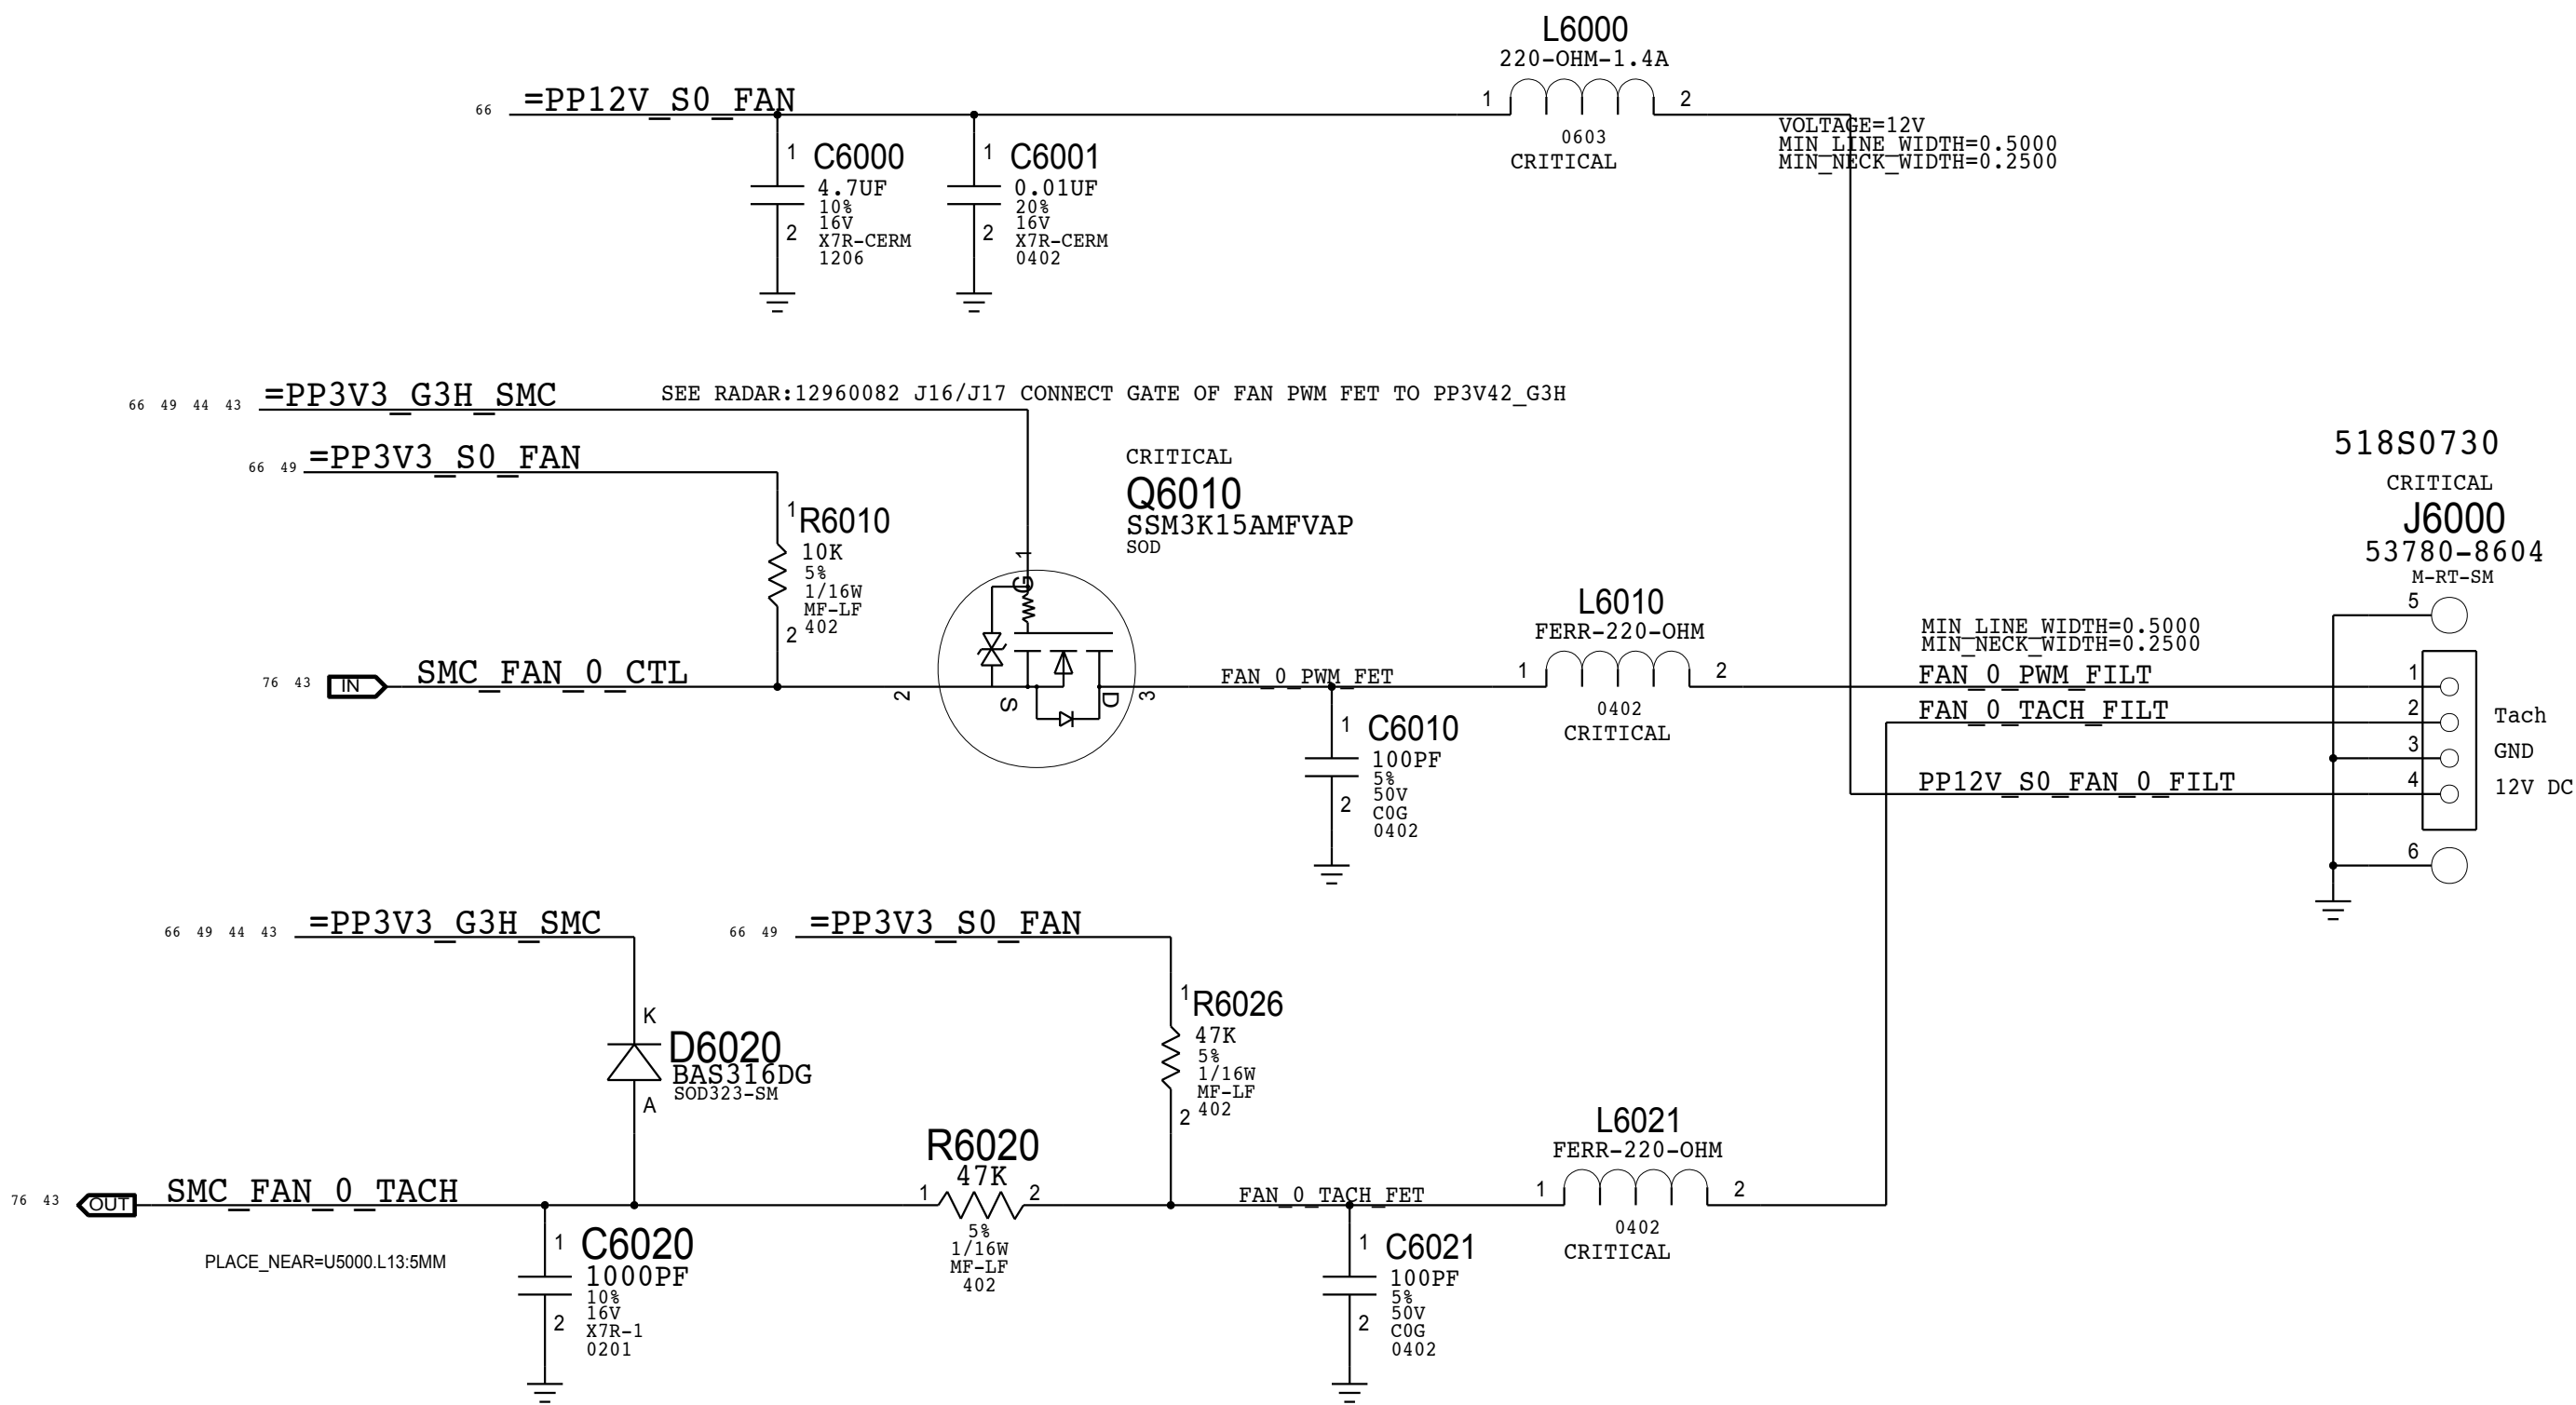 L6000
220-OHM-1.4A
1
2
0603
CRITICAL
66
=PP12V_S0_FAN
VOLTAGE=12V
MIN_LINE_WIDTH=0.5000
MIN_NECK_WIDTH=0.2500
1
C6000
4.7UF
10%
16V
2
X7R-CERM
1206
1
C6001
0.01UF
20%
16V
2
X7R-CERM
0402
66 49 44 43
=PP3V3_G3H_SMC
SEE RADAR:12960082 J16/J17 CONNECT GATE OF FAN PWM FET TO PP3V42_G3H
66 49
=PP3V3_S0_FAN
CRITICAL
Q6010
SSM3K15AMFVAP
SOD
1
R6010
10K
5%
1/16W
MF-LF
402
2
1
G
S
D
2
3
76 43
IN
SMC_FAN_0_CTL
FAN_0_PWM_FET
L6010
FERR-220-OHM
1
2
0402
CRITICAL
1
C6010
100PF
5%
50V
2
C0G
0402
MIN_LINE_WIDTH=0.5000
MIN_NECK_WIDTH=0.2500
FAN_0_PWM_FILT
FAN_0_TACH_FILT
PP12V_S0_FAN_0_FILT
518S0730
CRITICAL
J6000
53780-8604
M-RT-SM
5
1
2
Tach
3
GND
4
12V DC
6
66 49 44 43
=PP3V3_G3H_SMC
66 49
=PP3V3_S0_FAN
K
D6020
BAS316DG
SOD323-SM
A
1
R6026
47K
5%
1/16W
MF-LF
402
2
R6020
47K
1
2
5%
1/16W
MF-LF
402
76 43
OUT
SMC_FAN_0_TACH
FAN_0_TACH_FET
L6021
FERR-220-OHM
1
2
0402
CRITICAL
PLACE_NEAR=U5000.L13:5MM
1
C6020
1000PF
10%
16V
2
X7R-1
0201
1
C6021
100PF
5%
50V
2
C0G
0402